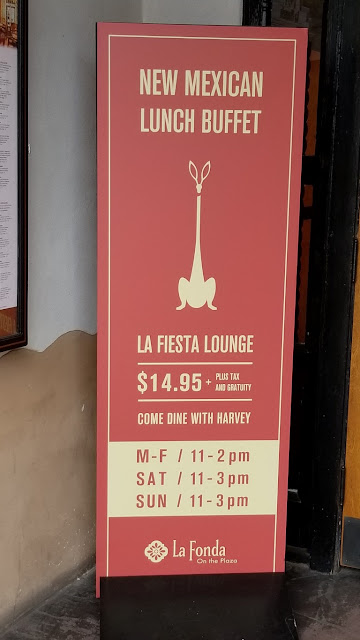 NEW MEXICAN
LUNCH BUFFET
LA FIESTA LOUNGE
$14.95 + PLUS TAX
AND GRATUITY
COME DINE WITH HARVEY
M-F / 11-2pm
SAT / 11-3pm
SUN / 11-3pm
La Fonda
On the Plaza